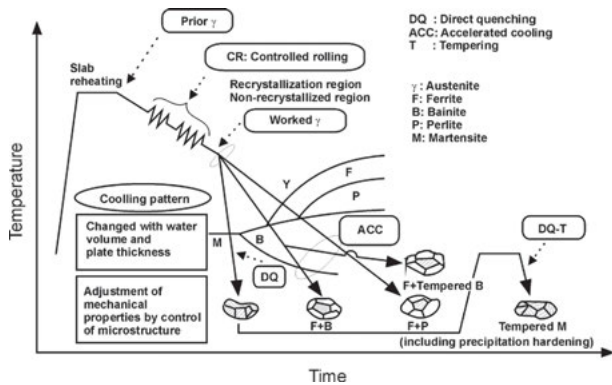 Prior γ
DQ : Direct quenching
ACC: Accelerated cooling
T : Tempering
Slab
reheating
CR: Controlled rolling
Recrystallization region
Non-recrystallized region
Worked γ
γ: Austenite
F: Ferrite
B: Bainite
P: Perlite
M: Martensite
Temperature
Y
F
P
Coolling pattern
Changed with water
volume and
plate thickness
M
B
ACC
DQ
DQ-T
F+Tempered B
Adjustment of
mechanical
properties by control
of microstructure
F+B
F+P
Tempered M
(including precipitation hardening)
Time